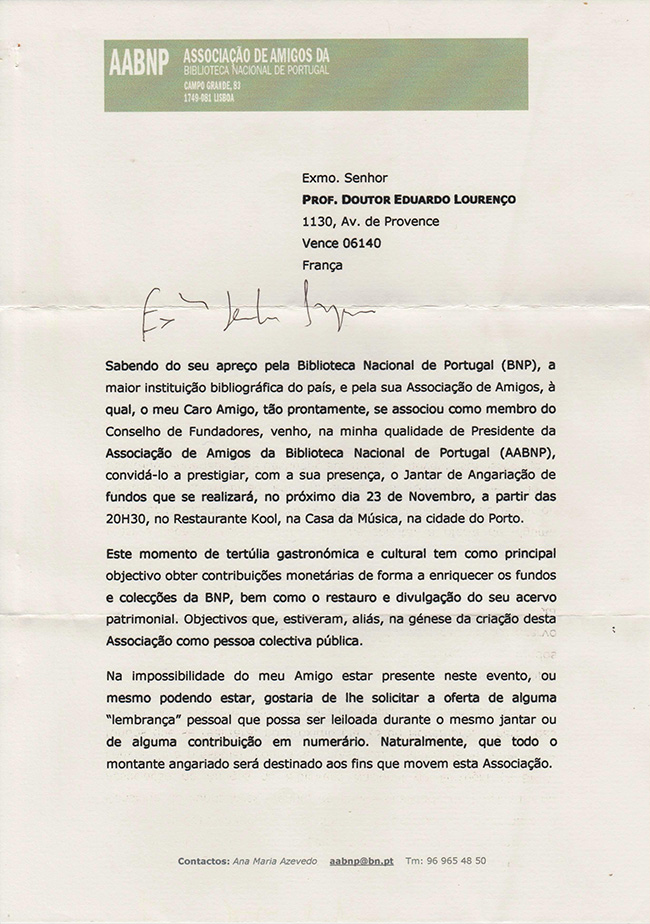 AABNP ASSOCIAÇÃO DE AMIGOS DA
BIBLIOTECA NACIONAL DE PORTUGAL
CAMPO GRANDE, 83
1749-081 LISBOA
Exmo. Senhor
PROF. DOUTOR EDUARDO LOURENÇO
1130, Av. de Provence
Vence 06140
França
Sabendo do seu apreço pela Biblioteca Nacional de Portugal (BNP), a
maior instituição bibliográfica do país, e pela sua Associação de Amigos, à
qual, o meu Caro Amigo, tão prontamente, se associou como membro do
Conselho de Fundadores, venho, na minha qualidade de Presidente da
Associação de Amigos da Biblioteca Nacional de Portugal (AABNP),
convidá-lo a prestigiar, com a sua presença, o Jantar de Angariação de
fundos que se realizará, no próximo dia 23 de Novembro, a partir das
20H30, no Restaurante Kool, na Casa da Música, na cidade do Porto.
Este momento de tertúlia gastronómica e cultural tem como principal
objectivo obter contribuições monetárias de forma a enriquecer os fundos
e colecções da BNP, bem como o restauro e divulgação do seu acervo
patrimonial. Objectivos que, estiveram, aliás, na génese da criação desta
Associação como pessoa colectiva pública.
Na impossibilidade do meu Amigo estar presente neste evento, ou
mesmo podendo estar, gostaria de lhe solicitar a oferta de alguma
"lembrança" pessoal que possa ser leiloada durante o mesmo jantar ou
de alguma contribuição em numerário. Naturalmente, que todo o
montante angariado será destinado aos fins que movem esta Associação.
Contactos: Ana Maria Azevedo aabnp@bn.pt Tm: 96 965 48 50